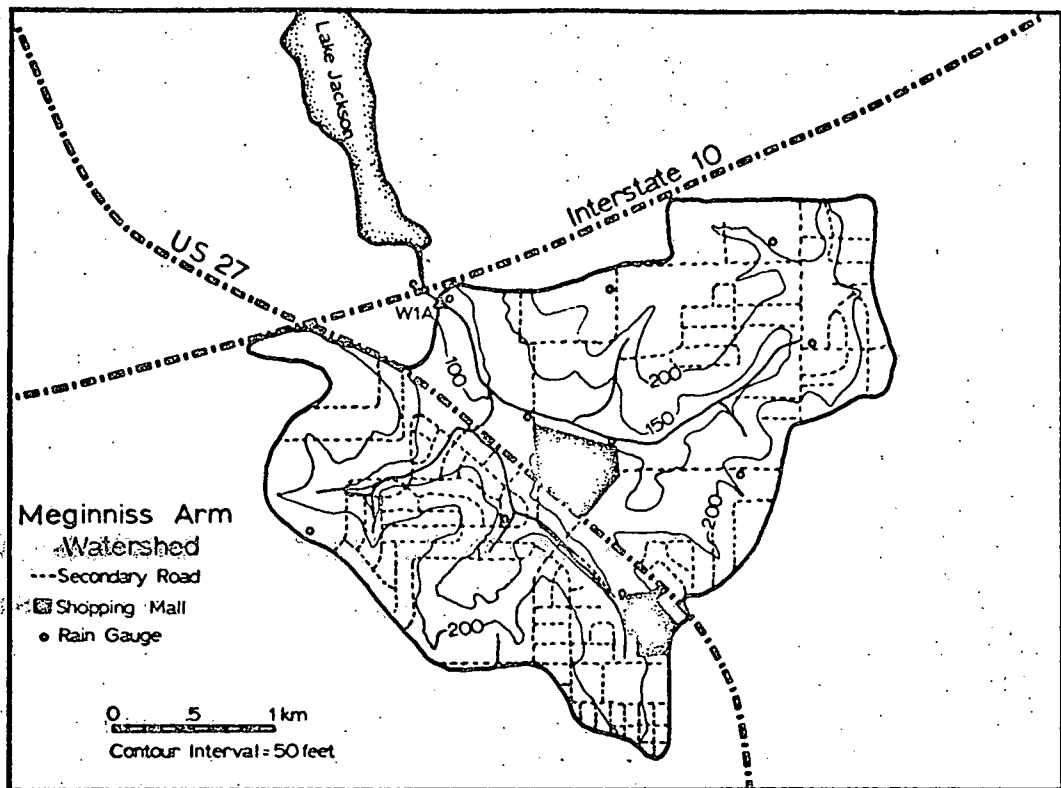 Lake Jackson
Interstate 10
US 27
W1A
100
200
150
200
200
Meginniss Arm
Watershed
Secondary Road
Shopping Mall
Rain Gauge
0 .5 1 km
Contour Interval = 50 feet